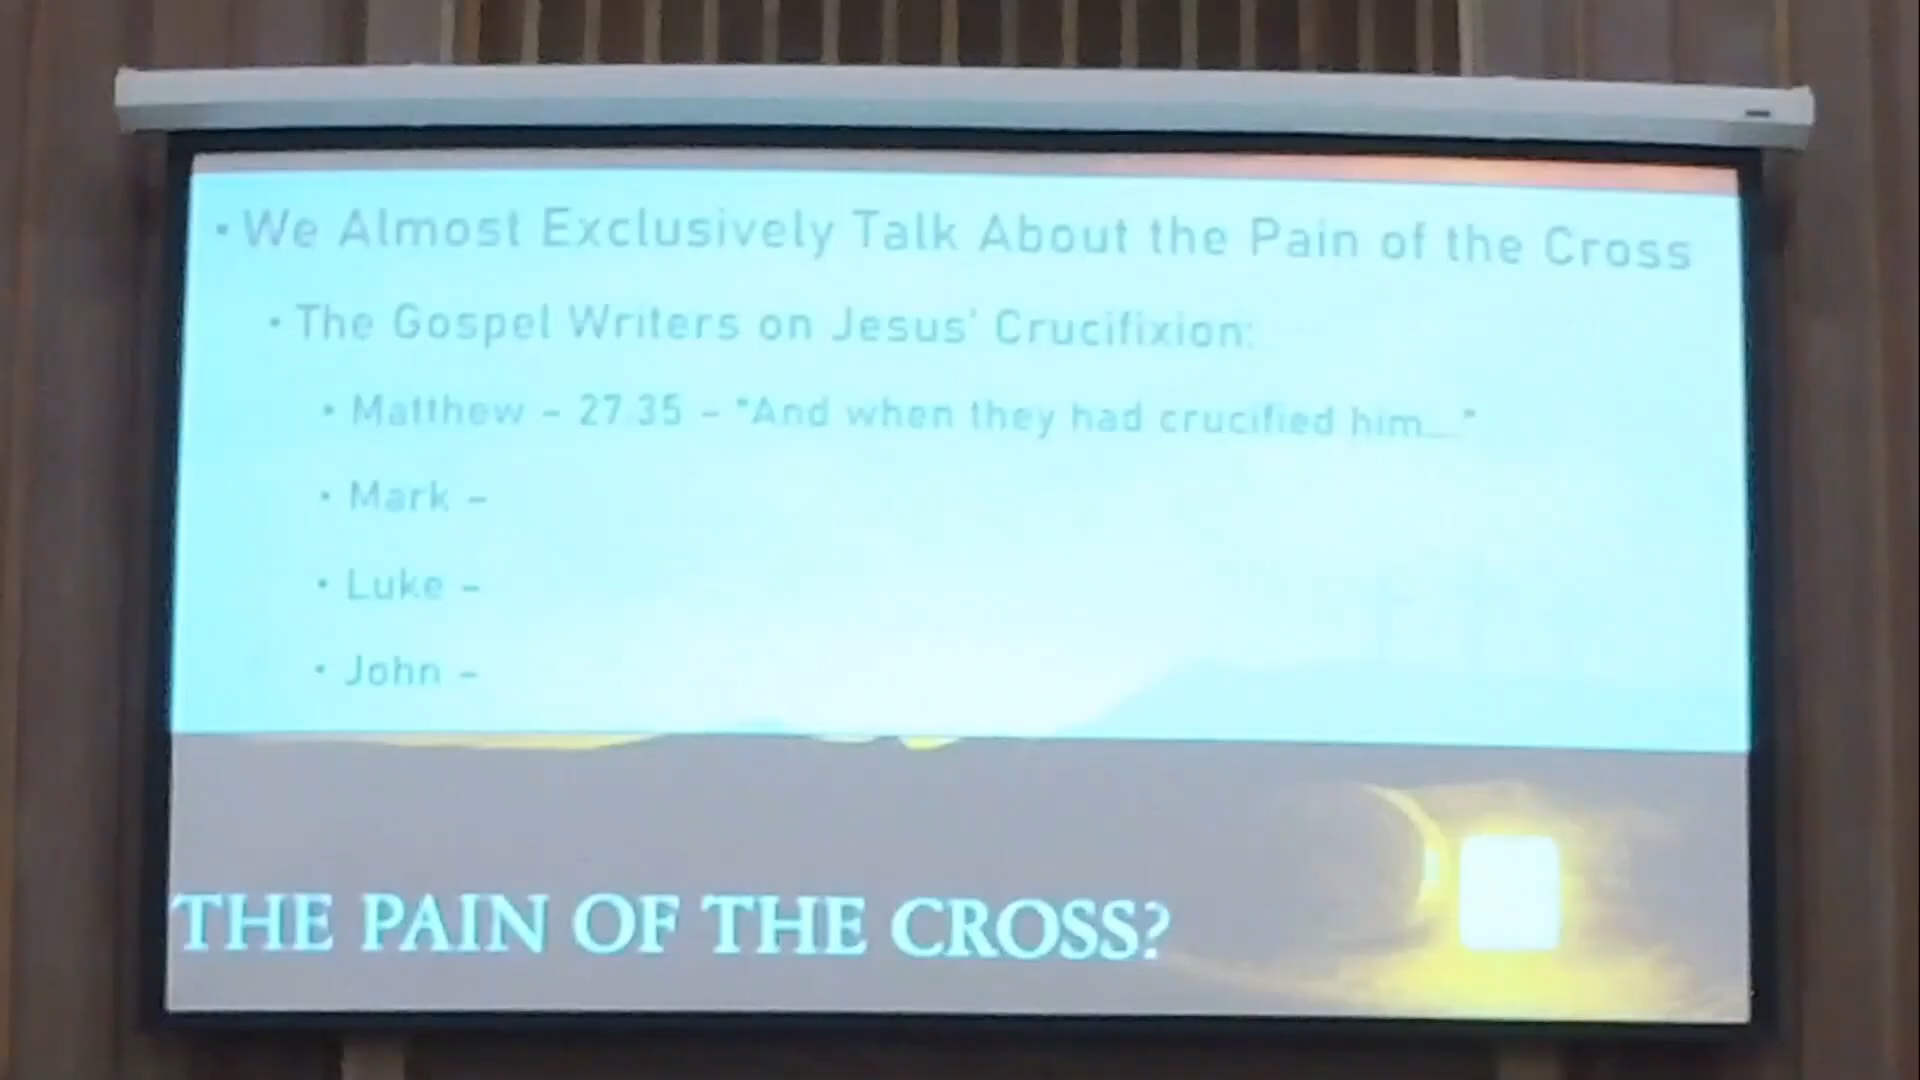 • We Almost Exclusively Talk About the Pain of the Cross
• The Gospel Writers on Jesus' Crucifixion:
• Matthew – 27.35 – "And when they had crucified him...."
• Mark –
• Luke –
• John –
THE PAIN OF THE CROSS?